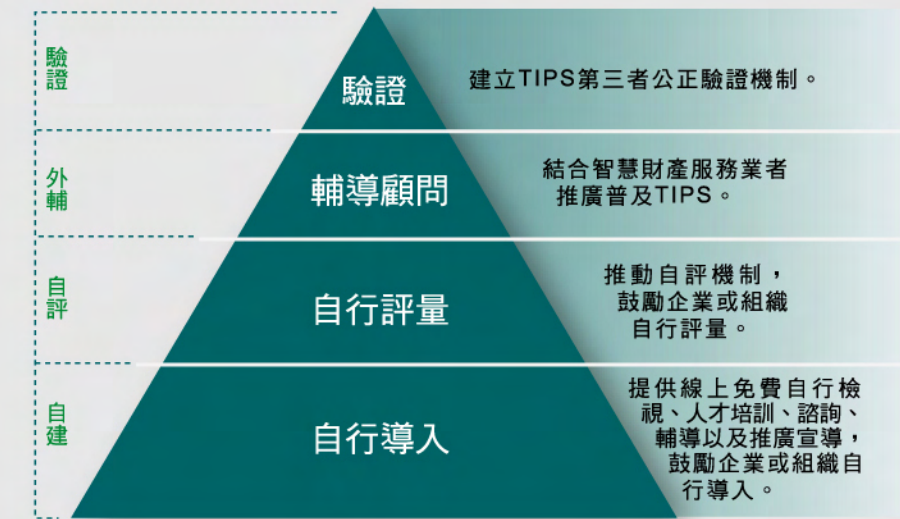 驗證
驗證
建立TIPS第三者公正驗證機制。
外輔
輔導顧問
結合智慧財產服務業者
推廣普及TIPS。
自評
自行評量
推動自評機制，
鼓勵企業或組織
自行評量。
自建
自行導入
提供線上免費自行檢
視、人才培訓、諮詢、
輔導以及推廣宣導，
鼓勵企業或組織自
行導入。